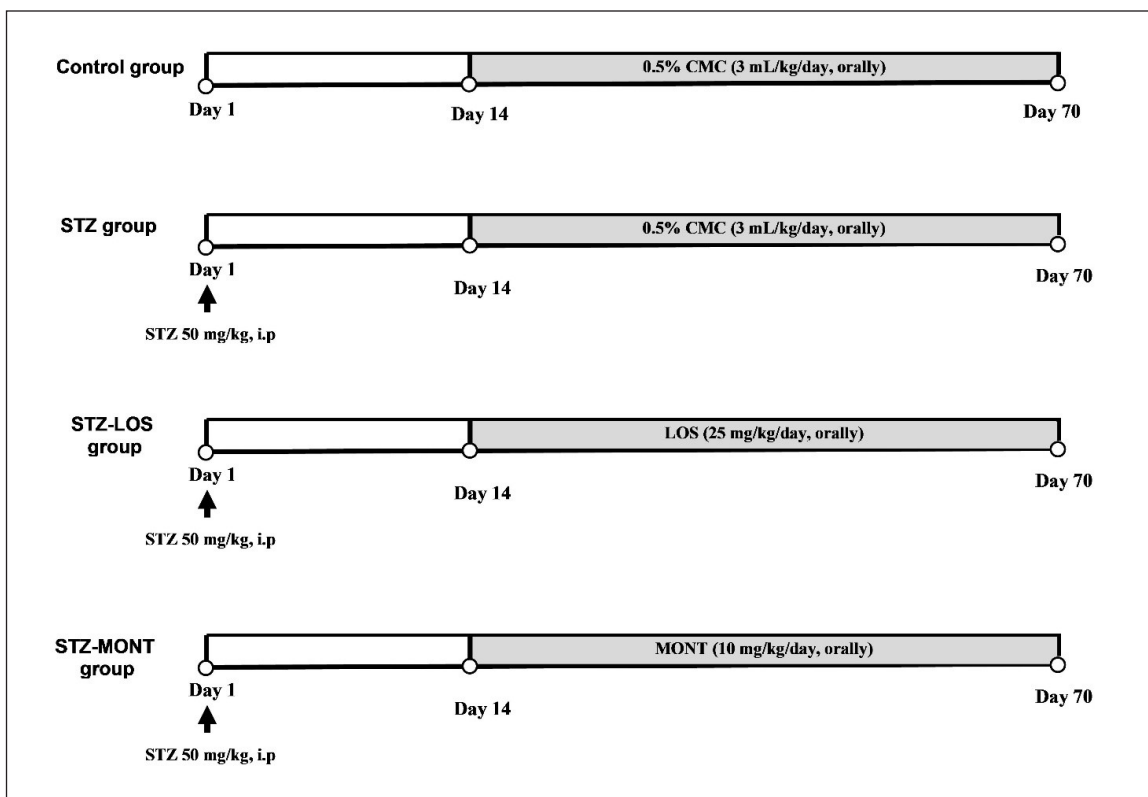 Control group
0.5% CMC (3 mL/kg/day, orally)
Day 1
Day 14
Day 70
STZ group
0.5% CMC (3 mL/kg/day, orally)
Day 1
Day 14
Day 70
STZ 50 mg/kg, i.p
STZ-LOS
group
LOS (25 mg/kg/day, orally)
Day 1
Day 14
Day 70
STZ 50 mg/kg, i.p
STZ-MONT
group
MONT (10 mg/kg/day, orally)
Day 1
Day 14
Day 70
STZ 50 mg/kg, i.p